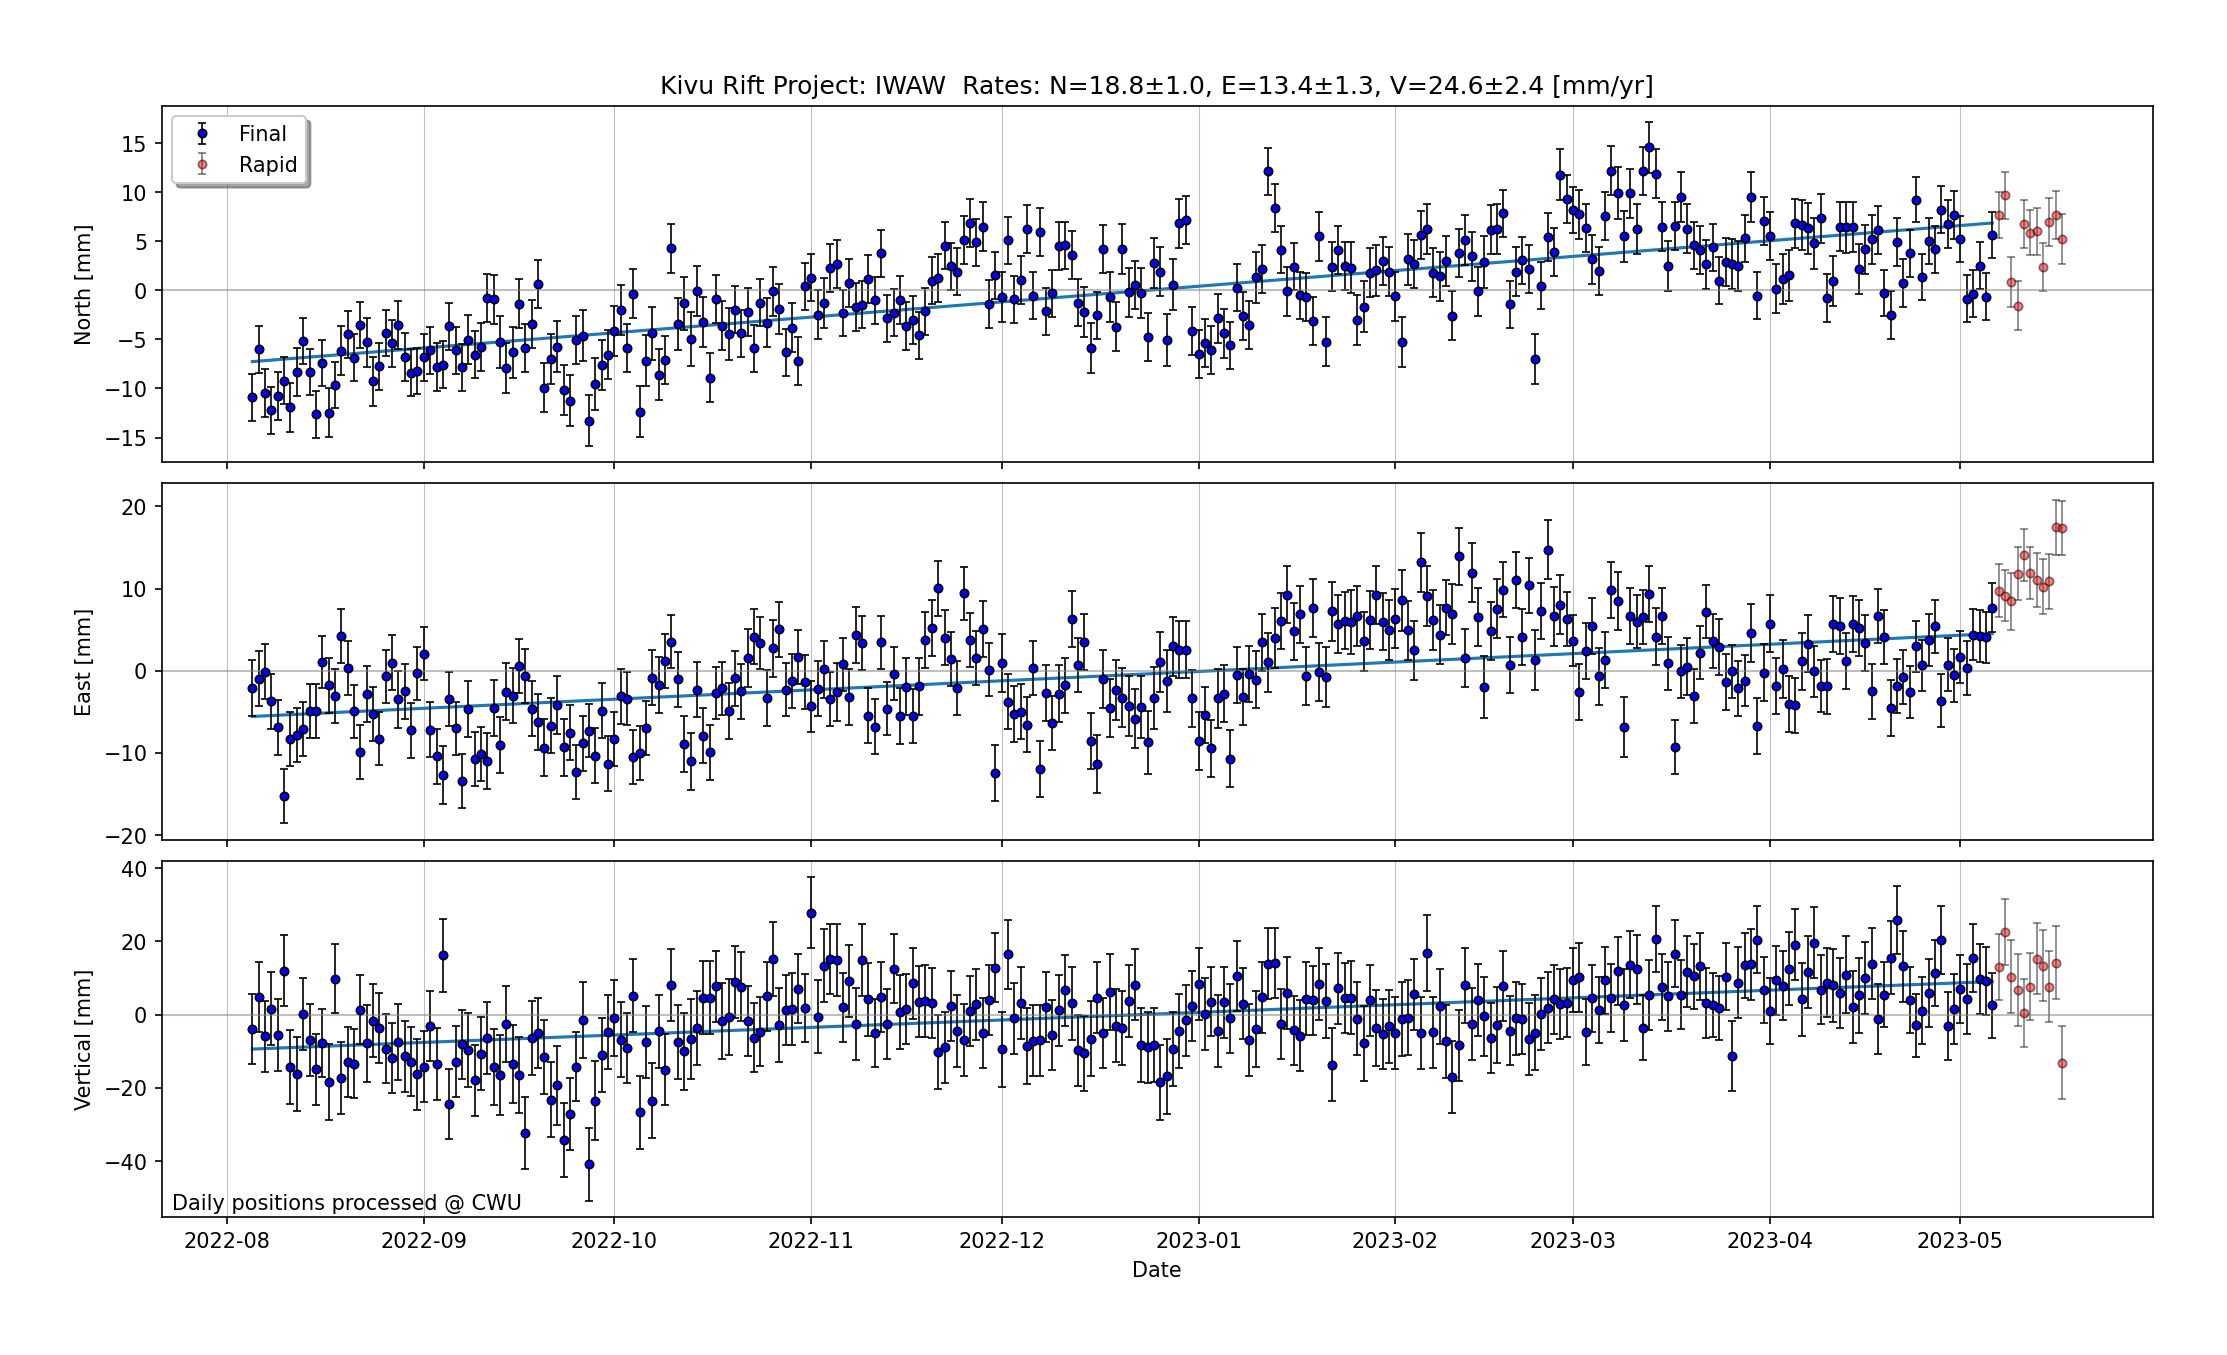 Kivu Rift Project: IWAW  Rates: N=18.8±1.0, E=13.4±1.3, V=24.6±2.4 [mm/yr]
Final
Rapid
North [mm]
15
10
5
0
−5
−10
−15
East [mm]
20
10
0
−10
−20
Vertical [mm]
40
20
0
−20
−40
Daily positions processed @ CWU
2022-08 2022-09 2022-10 2022-11 2022-12 2023-01 2023-02 2023-03 2023-04 2023-05
Date